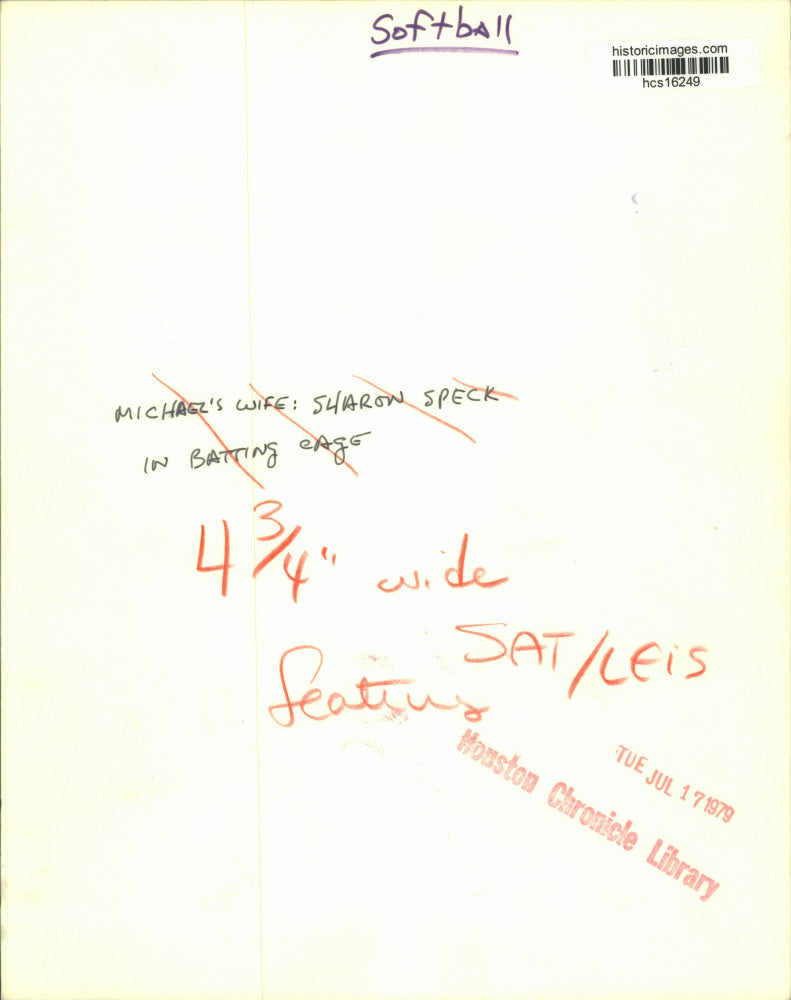 Softball
historicimages.com
hcs16249
MICHAEL'S WIFE: SHARON SPECK
IN BATTING CAGE
4 3/4" wide
SAT/LEIS
features
TUE JUL 17 1979
Houston Chronicle Library